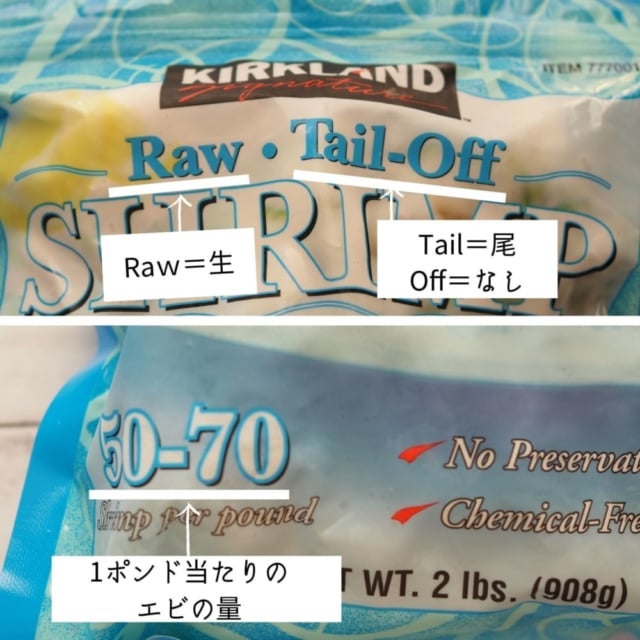 ITEM 777001
KIRKLAND
Signature
Raw • Tail-Off
SHRIMP
Raw=生
Tail=尾
Off=なし
50-70
Shrimp per pound
No Preservat
Chemical-Fre
T WT. 2 lbs. (908g)
1ポンド当たりの
エビの量